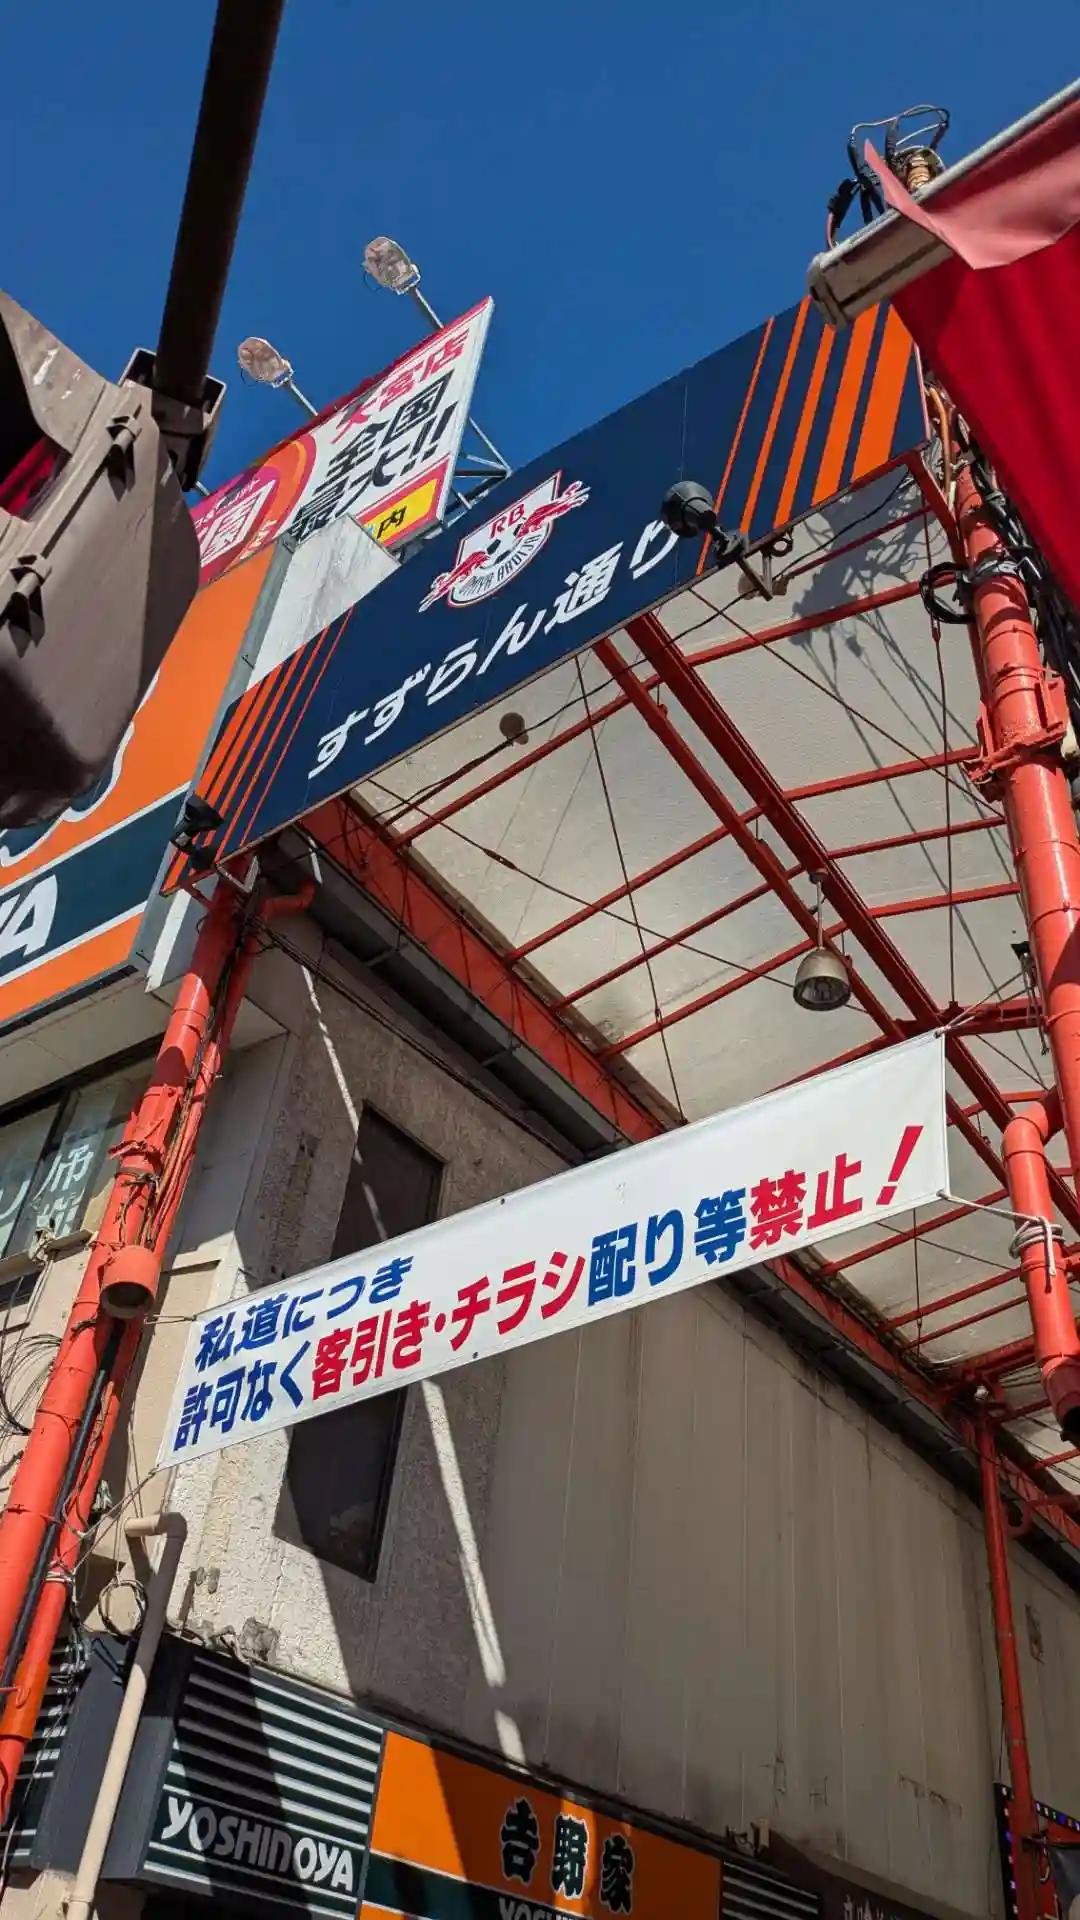 大宮店
全国
最大!!
園
内
RB
OMIYA ARDIJA
すずらん通り
私道につき
許可なく客引き・チラシ配り等禁止!
YOSHINOYA
吉野家